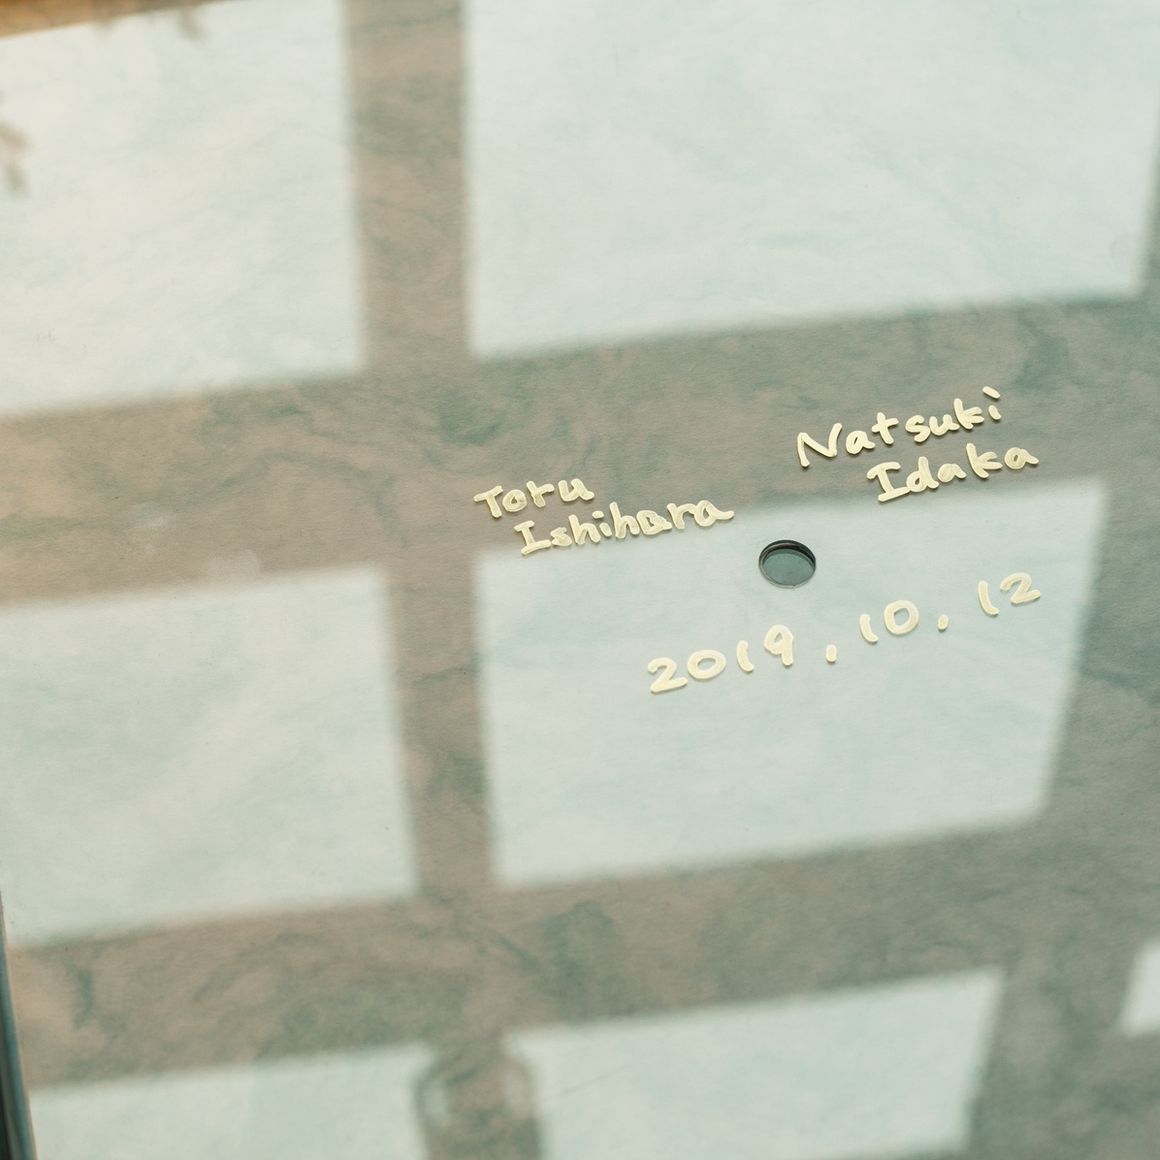 Toru
Ishihara
Natsuki
Idaka
2019.10.12